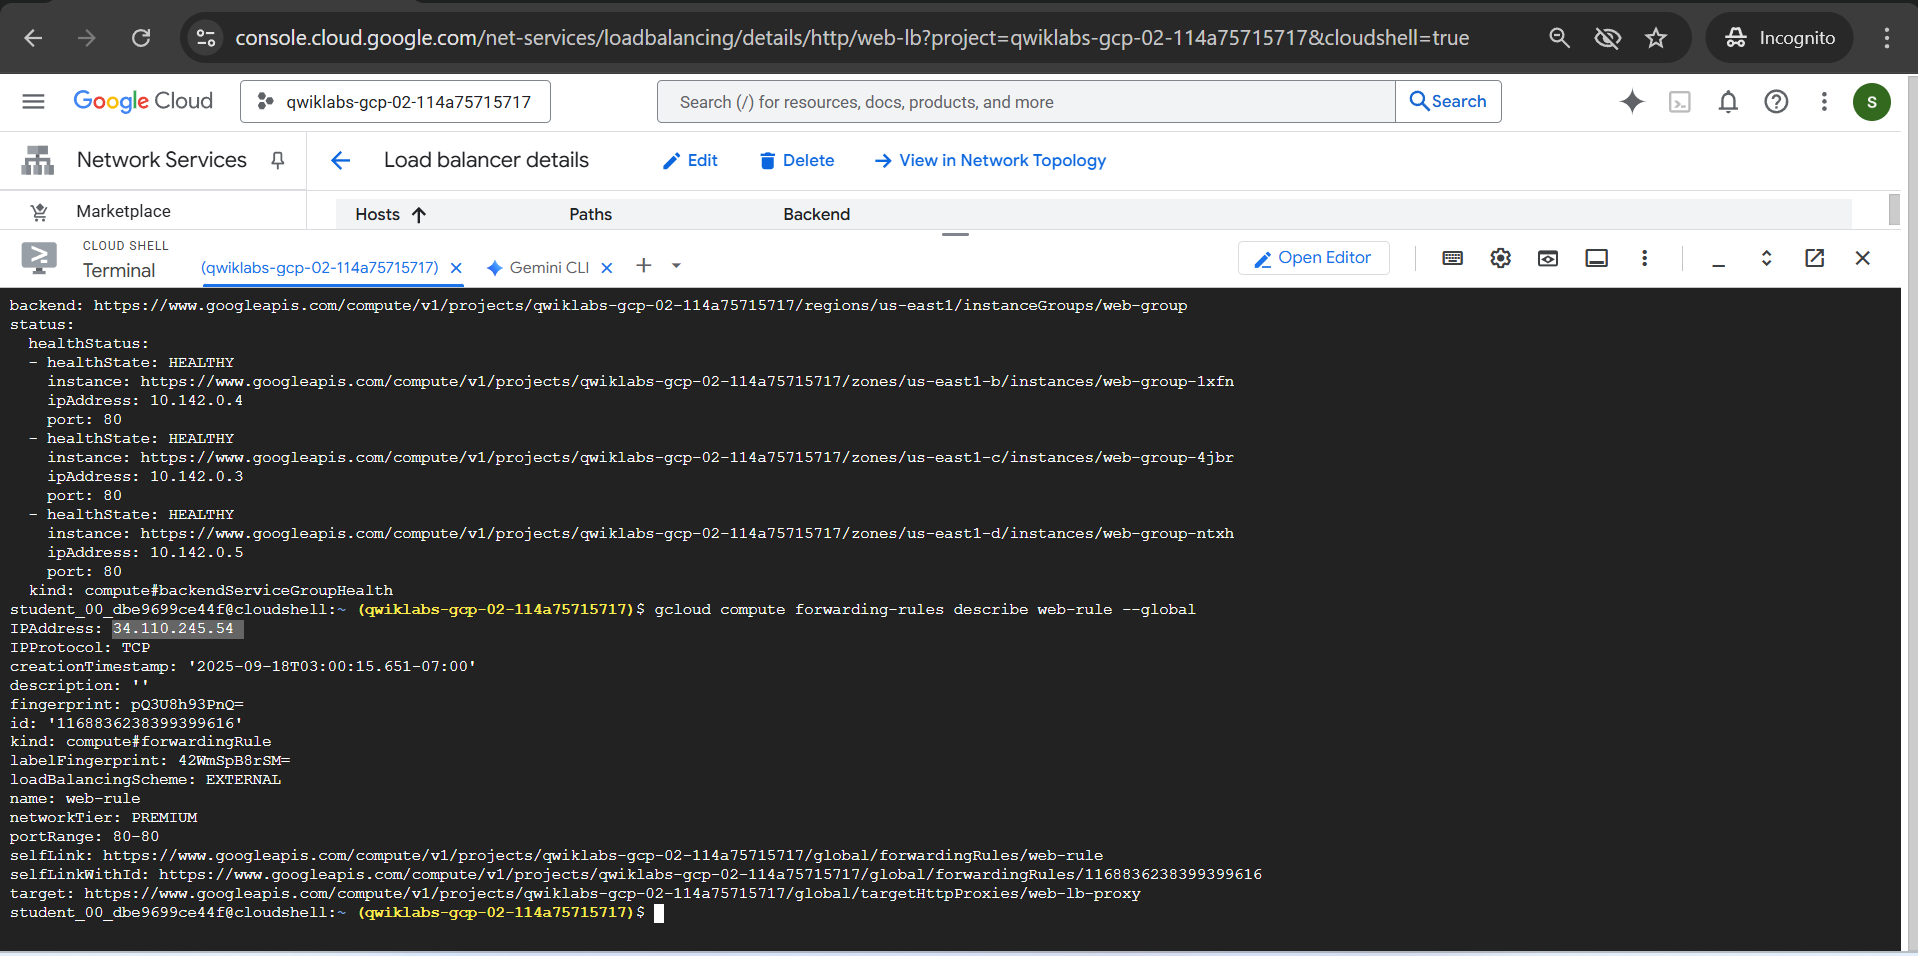 console.cloud.google.com/net-services/loadbalancing/details/http/web-lb?project=qwiklabs-gcp-02-114a75715717&cloudshell=true
Incognito
Google Cloud
qwiklabs-gcp-02-114a75715717
Search (/) for resources, docs, products, and more
Search
S
Network Services
Load balancer details
Edit
Delete
View in Network Topology
Marketplace
Hosts
Paths
Backend
CLOUD SHELL
Terminal
(qwiklabs-gcp-02-114a75715717)
Gemini CLI
Open Editor
backend: https://www.googleapis.com/compute/v1/projects/qwiklabs-gcp-02-114a75715717/regions/us-east1/instanceGroups/web-group
status:
  healthStatus:
  - healthState: HEALTHY
    instance: https://www.googleapis.com/compute/v1/projects/qwiklabs-gcp-02-114a75715717/zones/us-east1-b/instances/web-group-1xfn
    ipAddress: 10.142.0.4
    port: 80
  - healthState: HEALTHY
    instance: https://www.googleapis.com/compute/v1/projects/qwiklabs-gcp-02-114a75715717/zones/us-east1-c/instances/web-group-4jbr
    ipAddress: 10.142.0.3
    port: 80
  - healthState: HEALTHY
    instance: https://www.googleapis.com/compute/v1/projects/qwiklabs-gcp-02-114a75715717/zones/us-east1-d/instances/web-group-ntxh
    ipAddress: 10.142.0.5
    port: 80
  kind: compute#backendServiceGroupHealth
student_00_dbe9699ce44f@cloudshell:~ (qwiklabs-gcp-02-114a75715717)$ gcloud compute forwarding-rules describe web-rule --global
IPAddress: 34.110.245.54
IPProtocol: TCP
creationTimestamp: '2025-09-18T03:00:15.651-07:00'
description: ''
fingerprint: pQ3U8h93PnQ=
id: '1168836238399399616'
kind: compute#forwardingRule
labelFingerprint: 42WmSpB8rSM=
loadBalancingScheme: EXTERNAL
name: web-rule
networkTier: PREMIUM
portRange: 80-80
selfLink: https://www.googleapis.com/compute/v1/projects/qwiklabs-gcp-02-114a75715717/global/forwardingRules/web-rule
selfLinkWithId: https://www.googleapis.com/compute/v1/projects/qwiklabs-gcp-02-114a75715717/global/forwardingRules/1168836238399399616
target: https://www.googleapis.com/compute/v1/projects/qwiklabs-gcp-02-114a75715717/global/targetHttpProxies/web-lb-proxy
student_00_dbe9699ce44f@cloudshell:~ (qwiklabs-gcp-02-114a75715717)$